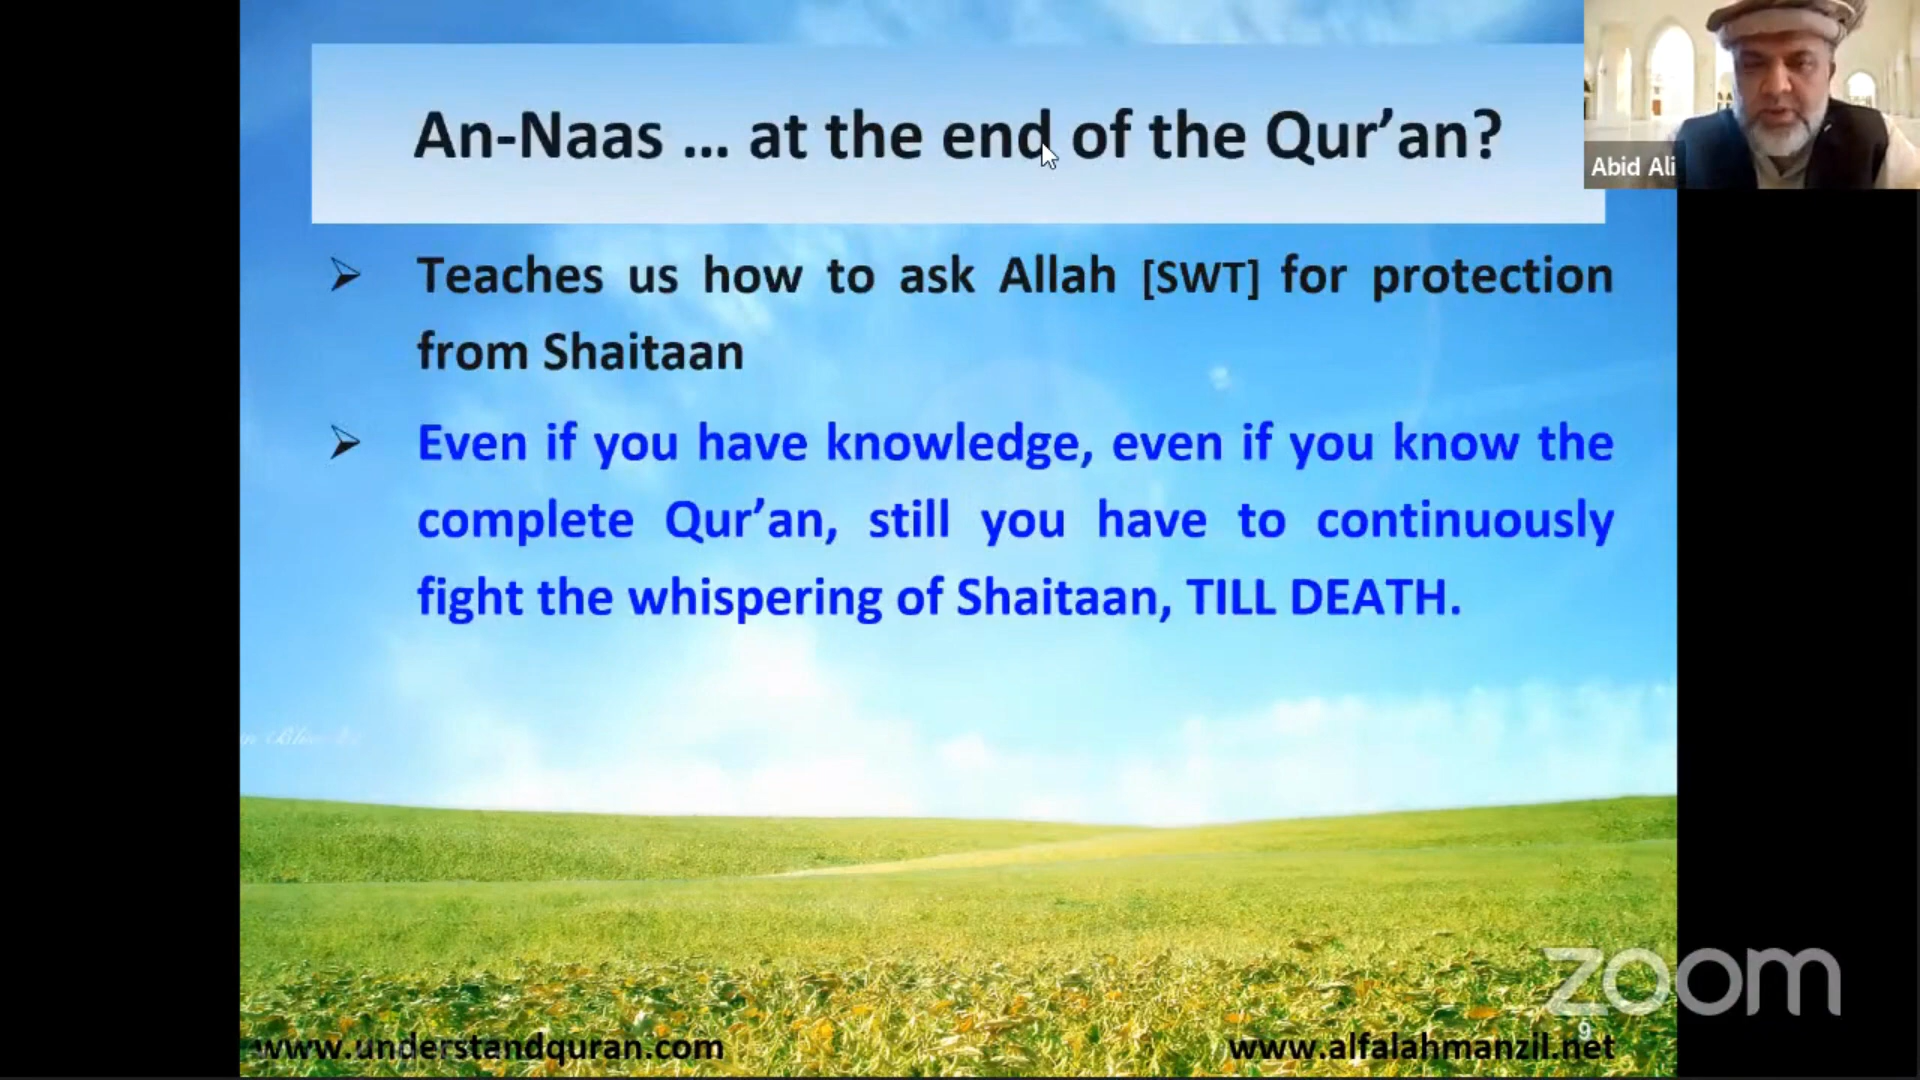 An-Naas ... at the end of the Qur’an?
Abid Ali
➢ Teaches us how to ask Allah [SWT] for protection
from Shaitaan
➢ Even if you have knowledge, even if you know the
complete Qur’an, still you have to continuously
fight the whispering of Shaitaan, TILL DEATH.
zoom
9
www.understandquran.com
www.alfalahmanzil.net